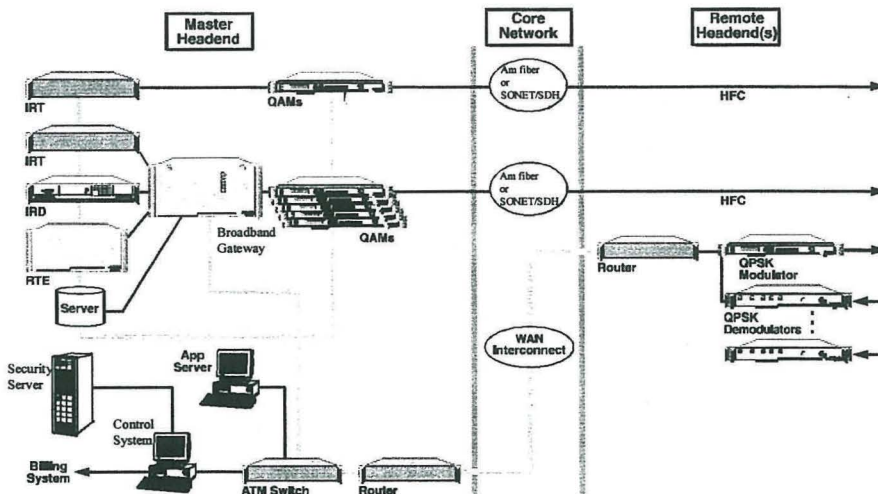 Master
Headend
Core
Network
Remote
Headend(s)
IRT
QAMs
Am fiber
or
SONET/SDH
HFC
IRT
IRD
RTE
Broadband
Gateway
QAMs
Am fiber
or
SONET/SDH
HFC
Server
Router
QPSK
Modulator
QPSK
Demodulators
WAN
Interconnect
Security
Server
App
Server
Control
System
Billing
System
ATM Switch
Router